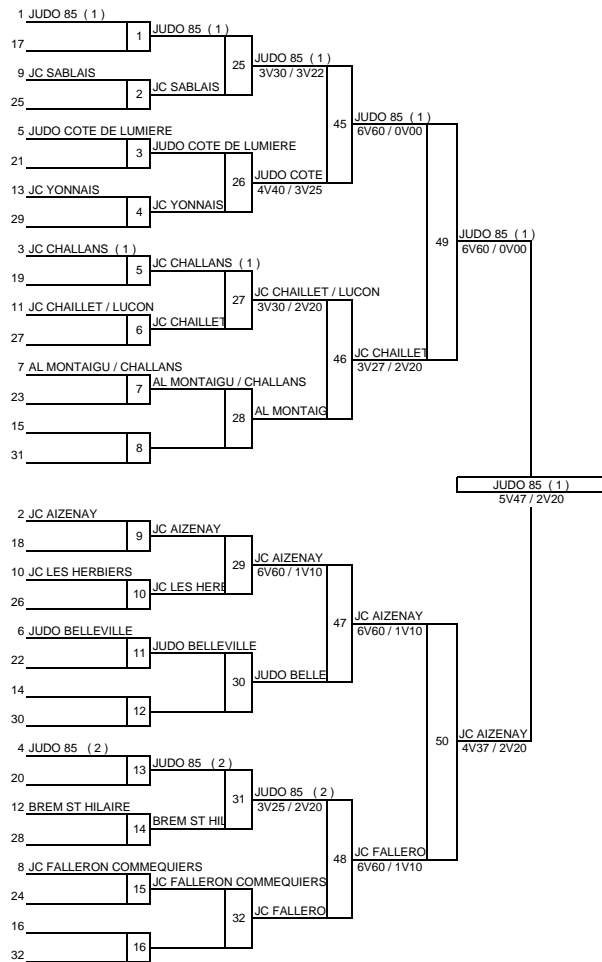 1 JUDO 85 ( 1 )
1 JUDO 85 ( 1 )
17
25 JUDO 85 ( 1 )
3V30 / 3V22
9 JC SABLAIS
2 JC SABLAIS
25
45 JUDO 85 ( 1 )
6V60 / 0V00
5 JUDO COTE DE LUMIERE
3 JUDO COTE DE LUMIERE
21
26 JUDO COTE
4V40 / 3V25
13 JC YONNAIS
4 JC YONNAIS
29
49 JUDO 85 ( 1 )
6V60 / 0V00
3 JC CHALLANS ( 1 )
5 JC CHALLANS ( 1 )
19
27 JC CHAILLET / LUCON
3V30 / 2V20
11 JC CHAILLET / LUCON
6 JC CHAILLET
27
46 JC CHAILLET
3V27 / 2V20
7 AL MONTAIGU / CHALLANS
7 AL MONTAIGU / CHALLANS
23
28 AL MONTAIG
15
8
31
JUDO 85 ( 1 )
5V47 / 2V20
2 JC AIZENAY
9 JC AIZENAY
18
29 JC AIZENAY
6V60 / 1V10
10 JC LES HERBIERS
10 JC LES HERB
26
47 JC AIZENAY
6V60 / 1V10
6 JUDO BELLEVILLE
11 JUDO BELLEVILLE
22
30 JUDO BELLE
14
12
30
50 JC AIZENAY
4V37 / 2V20
4 JUDO 85 ( 2 )
13 JUDO 85 ( 2 )
20
31 JUDO 85 ( 2 )
3V25 / 2V20
12 BREM ST HILAIRE
14 BREM ST HIL
28
48 JC FALLERO
6V60 / 1V10
8 JC FALLERON COMMEQUIERS
15 JC FALLERON COMMEQUIERS
24
32 JC FALLERO
16
16
32